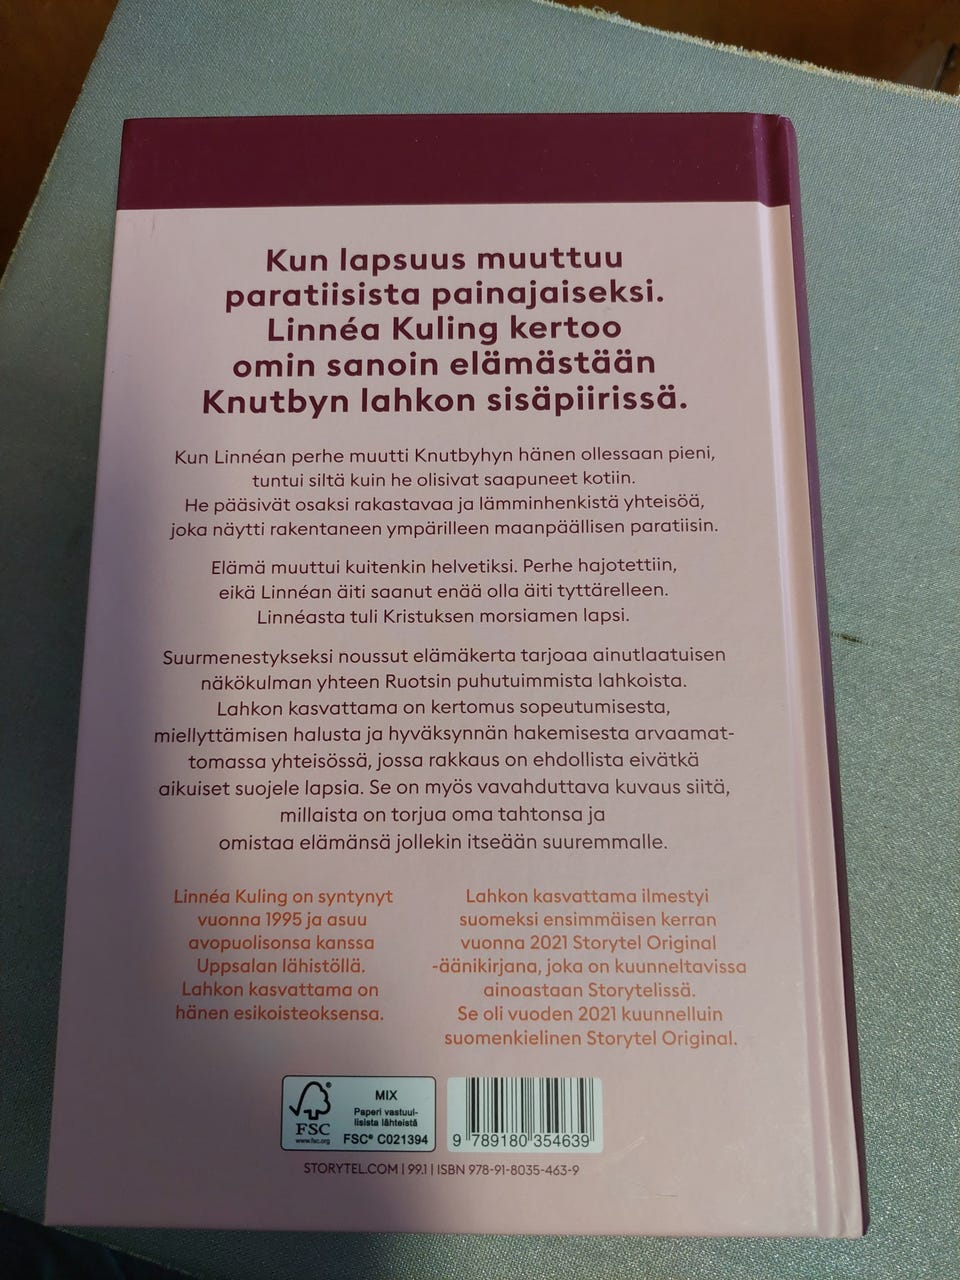 Kun lapsuus muuttuu
paratiisista painajaiseksi.
Linnéa Kuling kertoo
omin sanoin elämästään
Knutbyn lahkon sisäpiirissä.
Kun Linnéan perhe muutti Knutbyhyn hänen ollessaan pieni,
tuntui siltä kuin he olisivat saapuneet kotiin.
He pääsivät osaksi rakastavaa ja lämminhenkistä yhteisöä,
joka näytti rakentaneen ympärilleen maanpäällisen paratiisin.
Elämä muuttui kuitenkin helvetiksi. Perhe hajotettiin,
eikä Linnéan äiti saanut enää olla äiti tyttärelleen.
Linnéasta tuli Kristuksen morsiamen lapsi.
Suurmenestykseksi noussut elämäkerta tarjoaa ainutlaatuisen
näkökulman yhteen Ruotsin puhutuimmista lahkoista.
Lahkon kasvattama on kertomus sopeutumisesta,
miellyttämisen halusta ja hyväksynnän hakemisesta arvaamat-
tomassa yhteisössä, jossa rakkaus on ehdollista eivätkä
aikuiset suojele lapsia. Se on myös vavahduttava kuvaus siitä,
millaista on torjua oma tahtonsa ja
omistaa elämänsä jollekin itseään suuremmalle.
Linnéa Kuling on syntynyt
vuonna 1995 ja asuu
avopuolisonsa kanssa
Uppsalan lähistöllä.
Lahkon kasvattama on
hänen esikoisteoksensa.
Lahkon kasvattama ilmestyi
suomeksi ensimmäisen kerran
vuonna 2021 Storytel Original
-äänikirjana, joka on kuunneltavissa
ainoastaan Storytelissä.
Se oli vuoden 2021 kuunnelluin
suomenkielinen Storytel Original.
FSC
www.fsc.org
MIX
Paperi vastuul-
lisista lähteistä
FSC® C021394
9 789180 354639
STORYTEL.COM | 99.1 | ISBN 978-91-8035-463-9